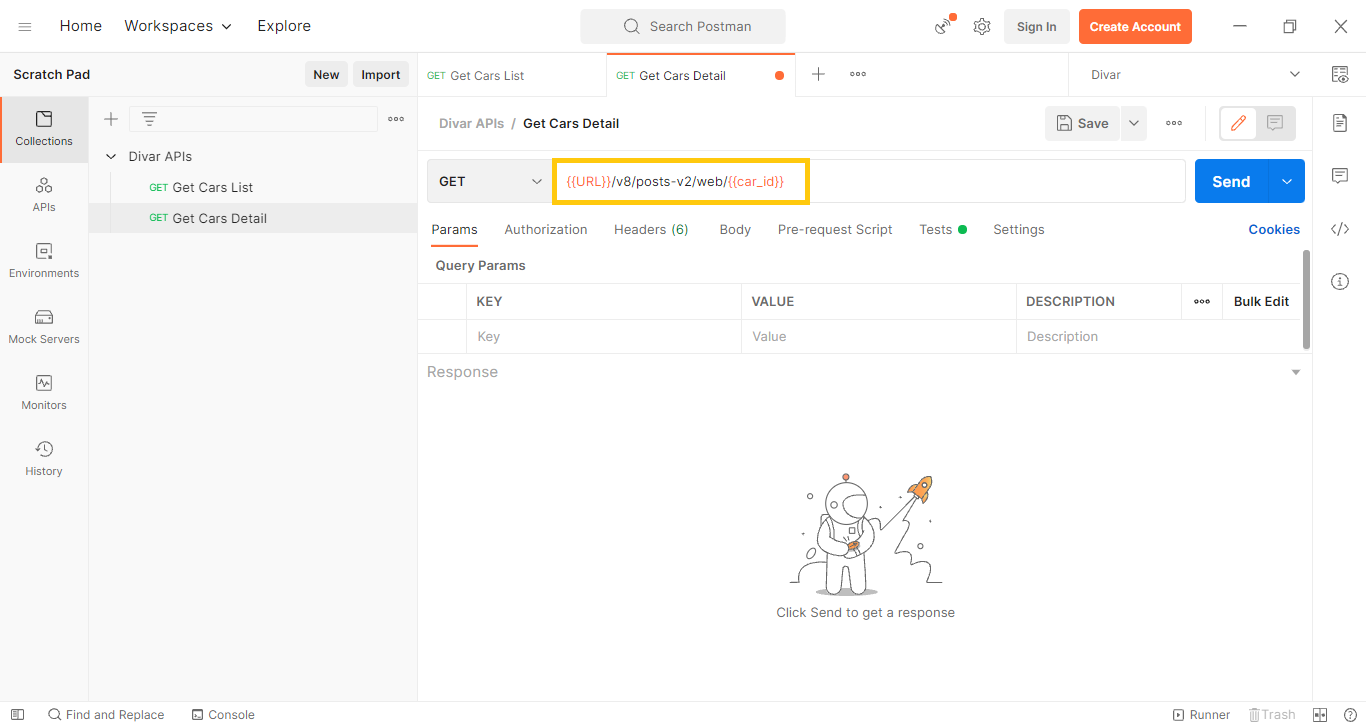 Home Workspaces Explore Search Postman Sign In Create Account
Scratch Pad New Import GET Get Cars List GET Get Cars Detail Divar
Collections
Divar APIs / Get Cars Detail Save
Divar APIs
GET Get Cars List
GET Get Cars Detail
GET {{URL}}/v8/posts-v2/web/{{car_id}} Send
APIs
Params Authorization Headers (6) Body Pre-request Script Tests Settings Cookies
Environments
Query Params
KEY VALUE DESCRIPTION Bulk Edit
Key Value Description
Mock Servers
Response
Monitors
History
Click Send to get a response
Find and Replace Console Runner Trash